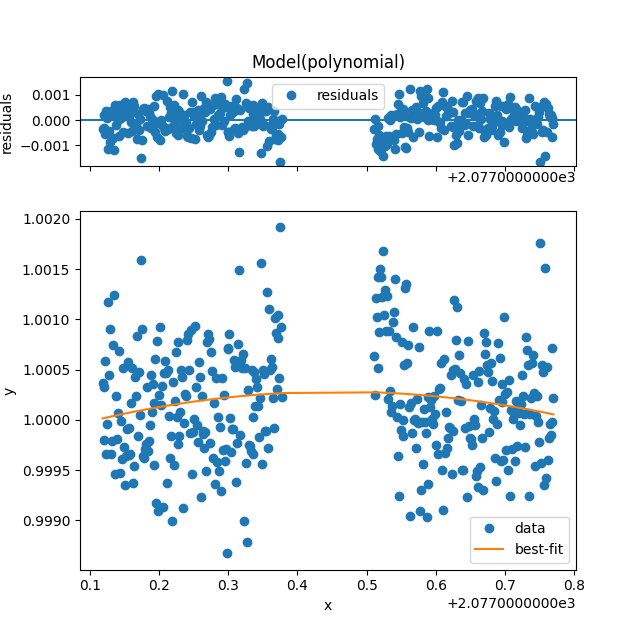 Model(polynomial)
residuals
0.001
0.000
−0.001
residuals
+2.0770000000e3
y
1.0020
1.0015
1.0010
1.0005
1.0000
0.9995
0.9990
data
best-fit
0.1 0.2 0.3 0.4 0.5 0.6 0.7 0.8
x
+2.0770000000e3